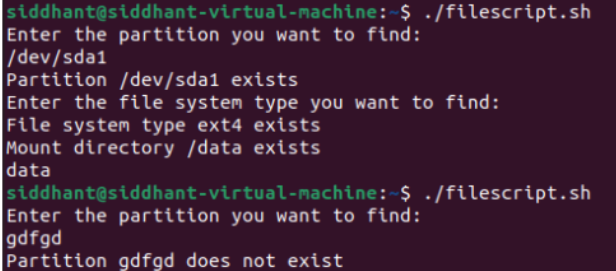 siddhant@siddhant-virtual-machine:~$ ./filescript.sh
Enter the partition you want to find:
/dev/sda1
Partition /dev/sda1 exists
Enter the file system type you want to find:
File system type ext4 exists
Mount directory /data exists
data
siddhant@siddhant-virtual-machine:~$ ./filescript.sh
Enter the partition you want to find:
gdfgd
Partition gdfgd does not exist